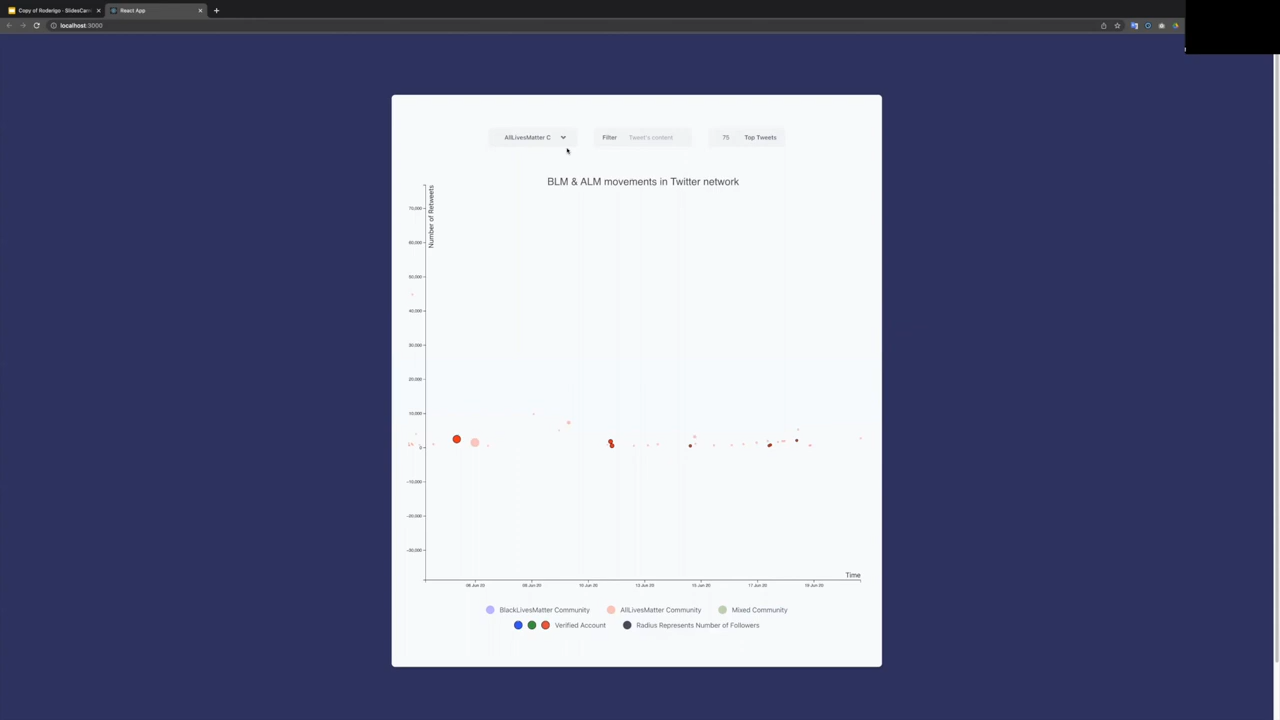 Copy of Roderigo - SlidesCarn
React App
localhost:3000
AllLivesMatter C
Filter Tweet's content
75 Top Tweets
BLM & ALM movements in Twitter network
Number of Retweets
70,000
60,000
50,000
40,000
30,000
20,000
10,000
0
-10,000
-20,000
-30,000
Time
BlackLivesMatter Community
AllLivesMatter Community
Mixed Community
Verified Account
Radius Represents Number of Followers